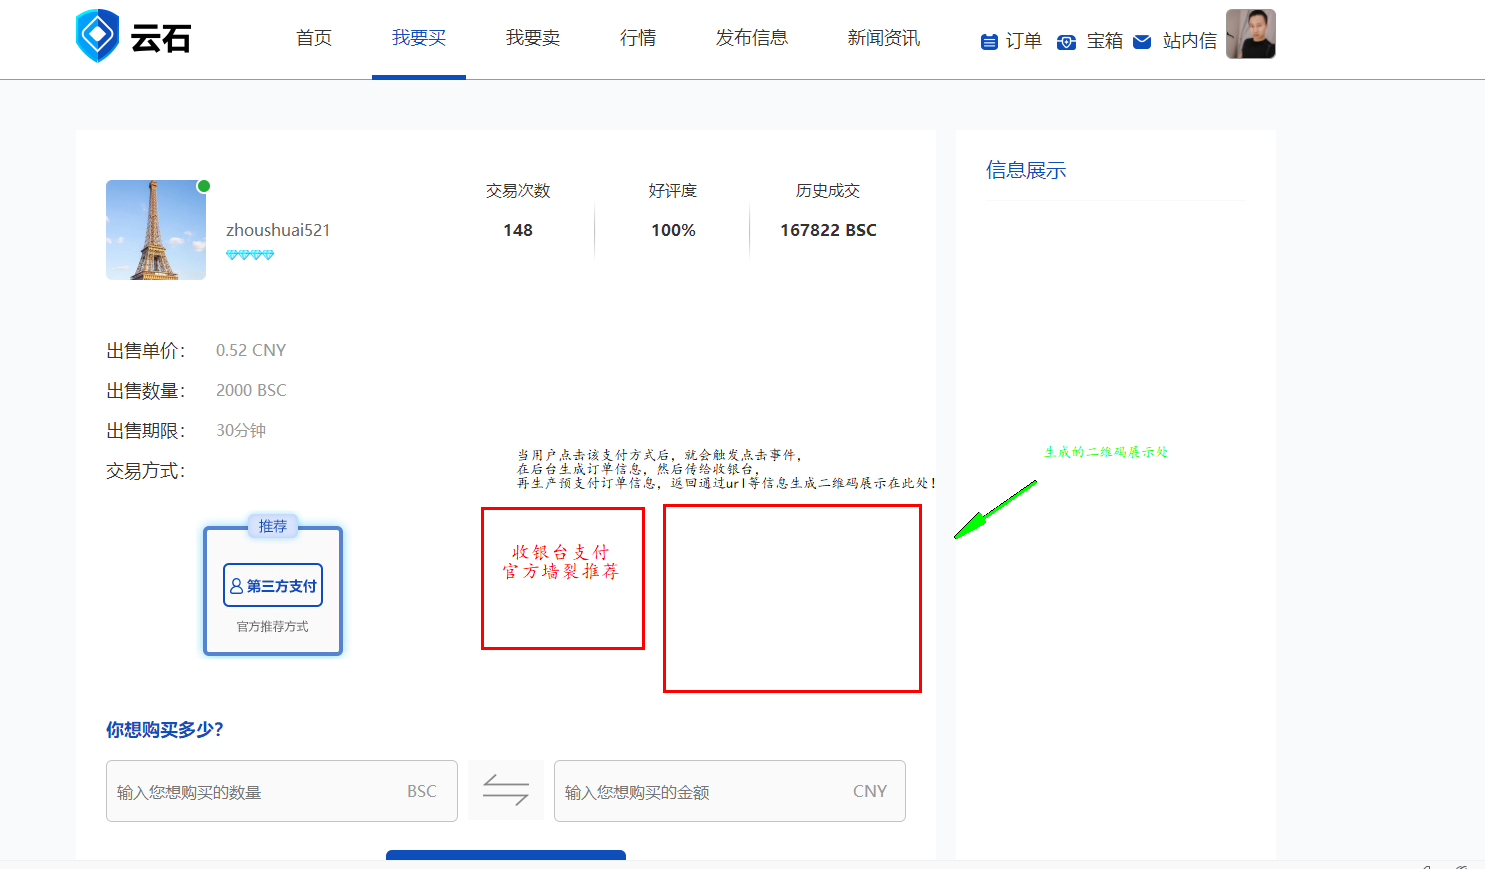 云石
首页
我要买
我要卖
行情
发布信息
新闻资讯
订单
宝箱
站内信
zhoushuai521
交易次数
148
好评度
100%
历史成交
167822 BSC
信息展示
出售单价：
0.52 CNY
出售数量：
2000 BSC
出售期限：
30分钟
交易方式：
当用户点击该支付方式后，就会触发点击事件，
在后台生成订单信息，然后传给收银台，
再生产预支付订单信息，返回通过url等信息生成二维码展示在此处！
生成的二维码展示处
推荐
第三方支付
官方推荐方式
收银台支付
官方墙裂推荐
你想购买多少？
输入您想购买的数量
BSC
输入您想购买的金额
CNY